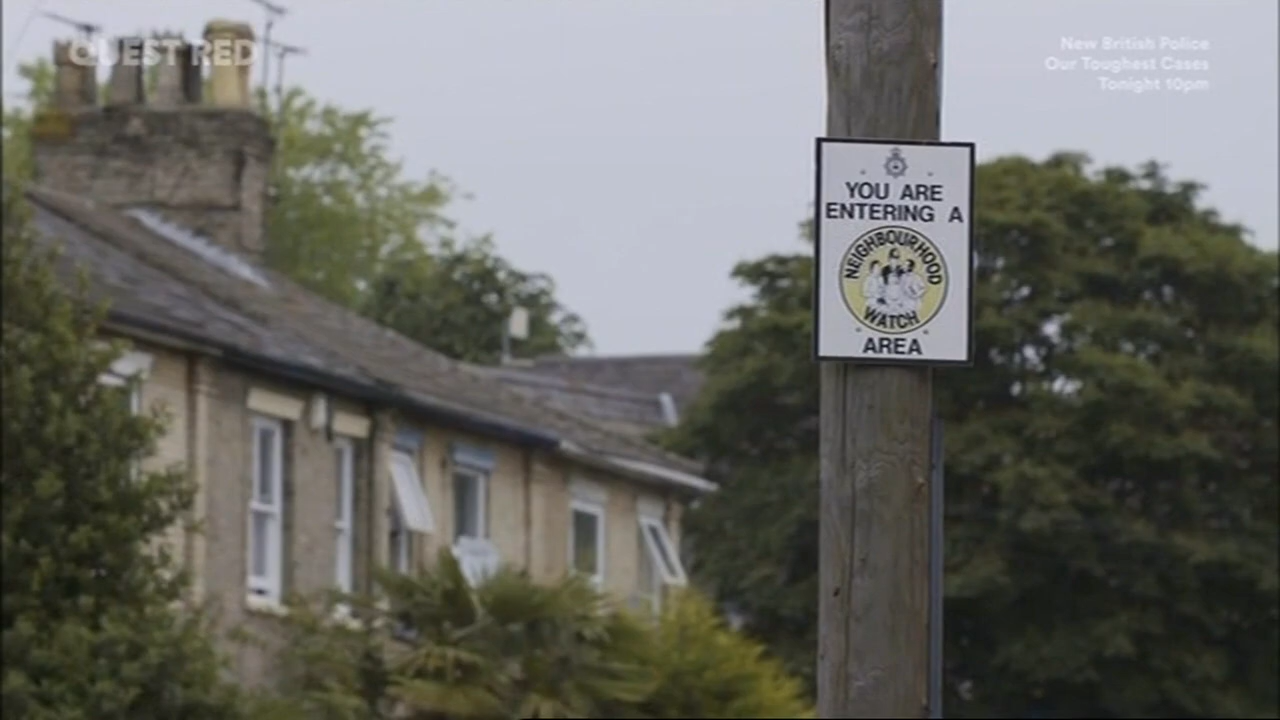 QUEST RED
New British Police
Our Toughest Cases
Tonight 10pm
YOU ARE
ENTERING A
NEIGHBOURHOOD
WATCH
AREA